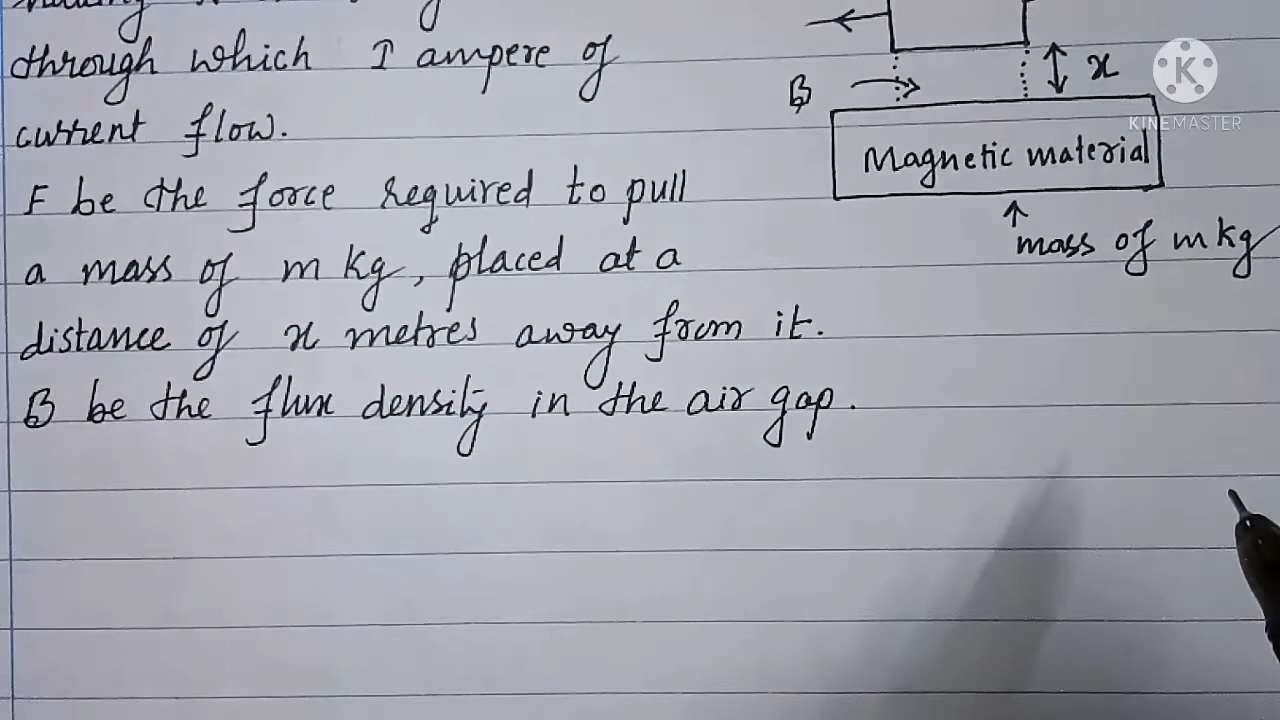 through which I ampere of
current flow.
F be the force required to pull
a mass of m kg, placed at a
distance of x metres away from it.
B be the flux density in the air gap.
x
B
Magnetic material
mass of m kg
KINEMASTER
K